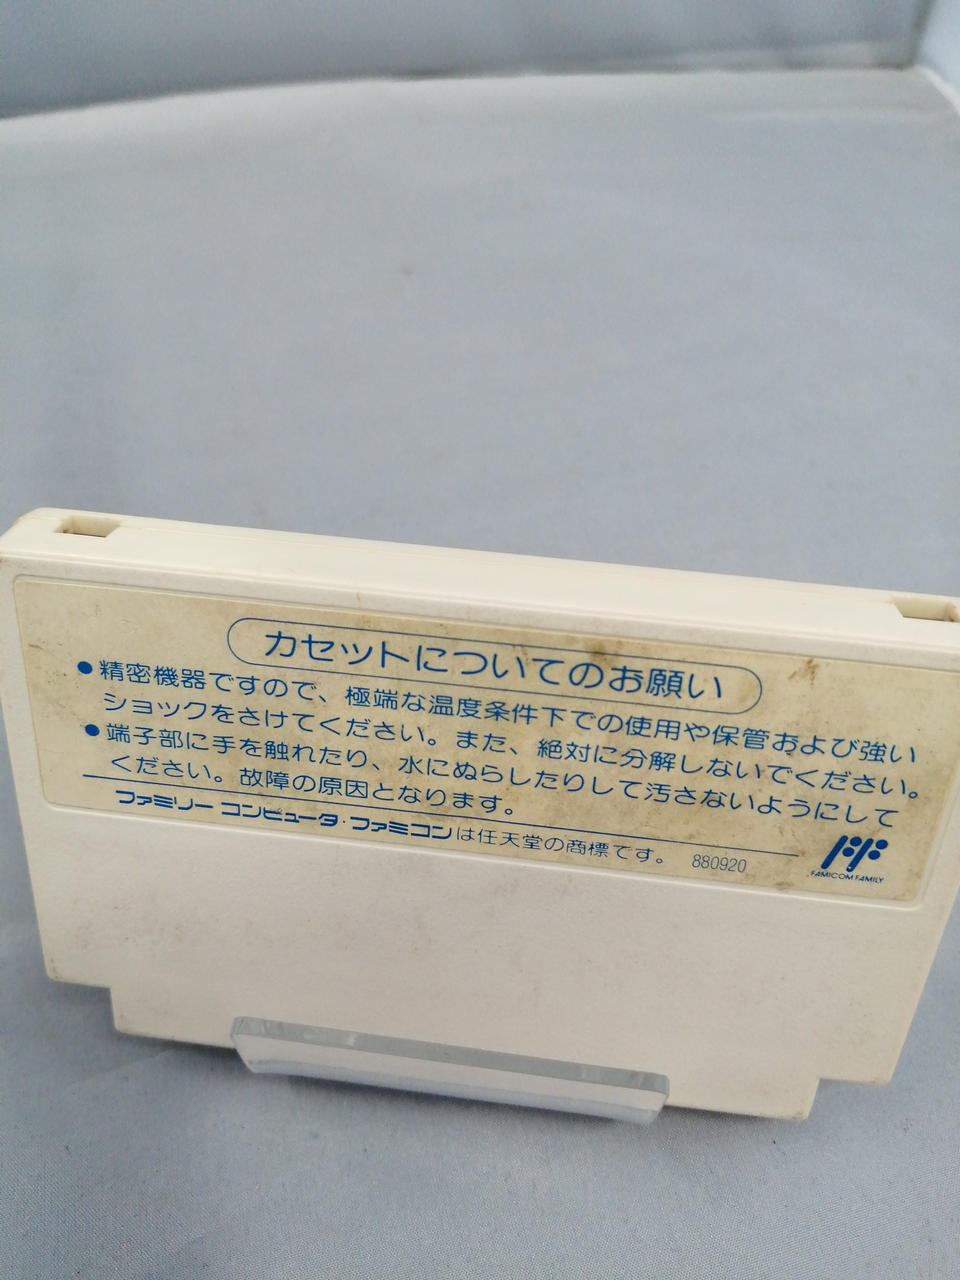 カセットについてのお願い
●精密機器ですので、極端な温度条件下での使用や保管および強い
ショックをさけてください。また、絶対に分解しないでください。
●端子部に手を触れたり、水にぬらしたりして汚さないようにして
ください。故障の原因となります。
ファミリー コンピュータ・ファミコンは任天堂の商標です。 880920
FAMICOM FAMILY